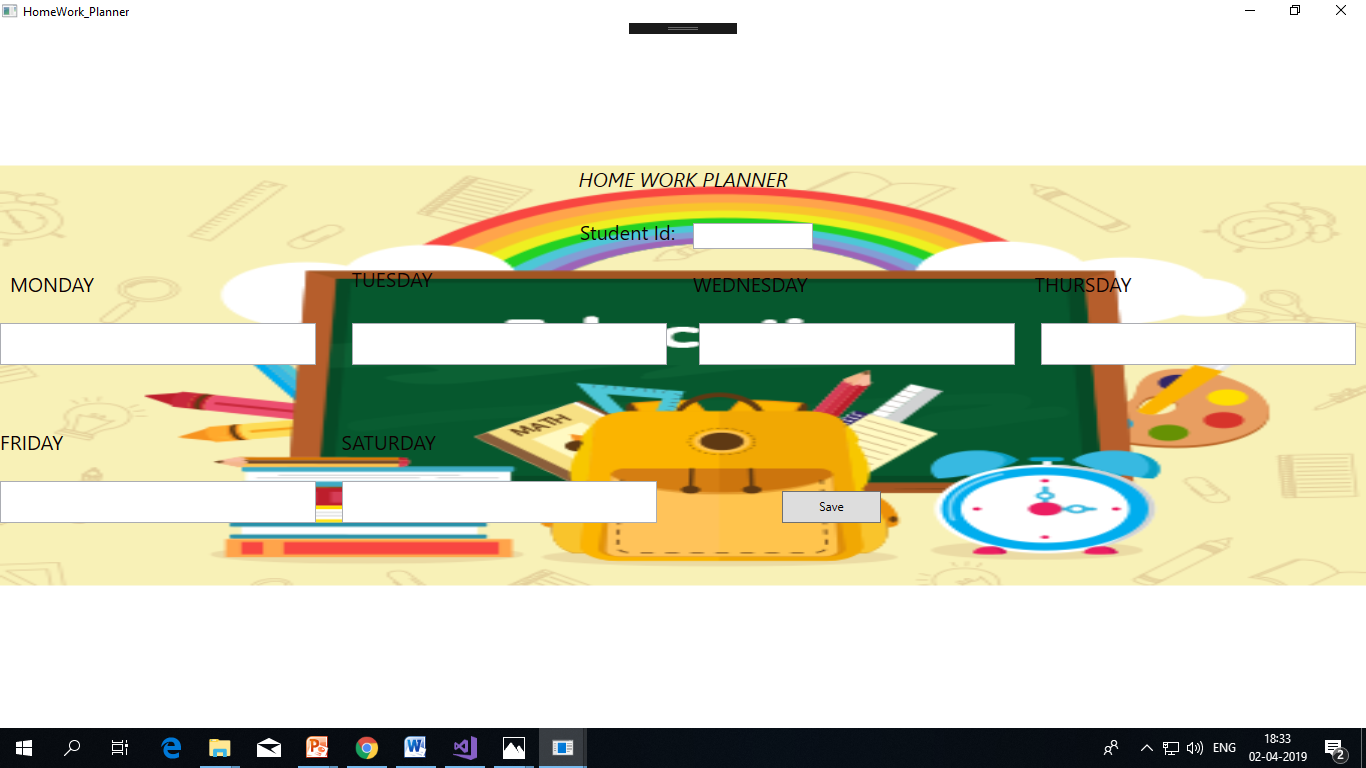 HomeWork_Planner
HOME WORK PLANNER
Student Id:
MONDAY
TUESDAY
WEDNESDAY
THURSDAY
MATH
FRIDAY
SATURDAY
Save
ENG
18:33
02-04-2019
2